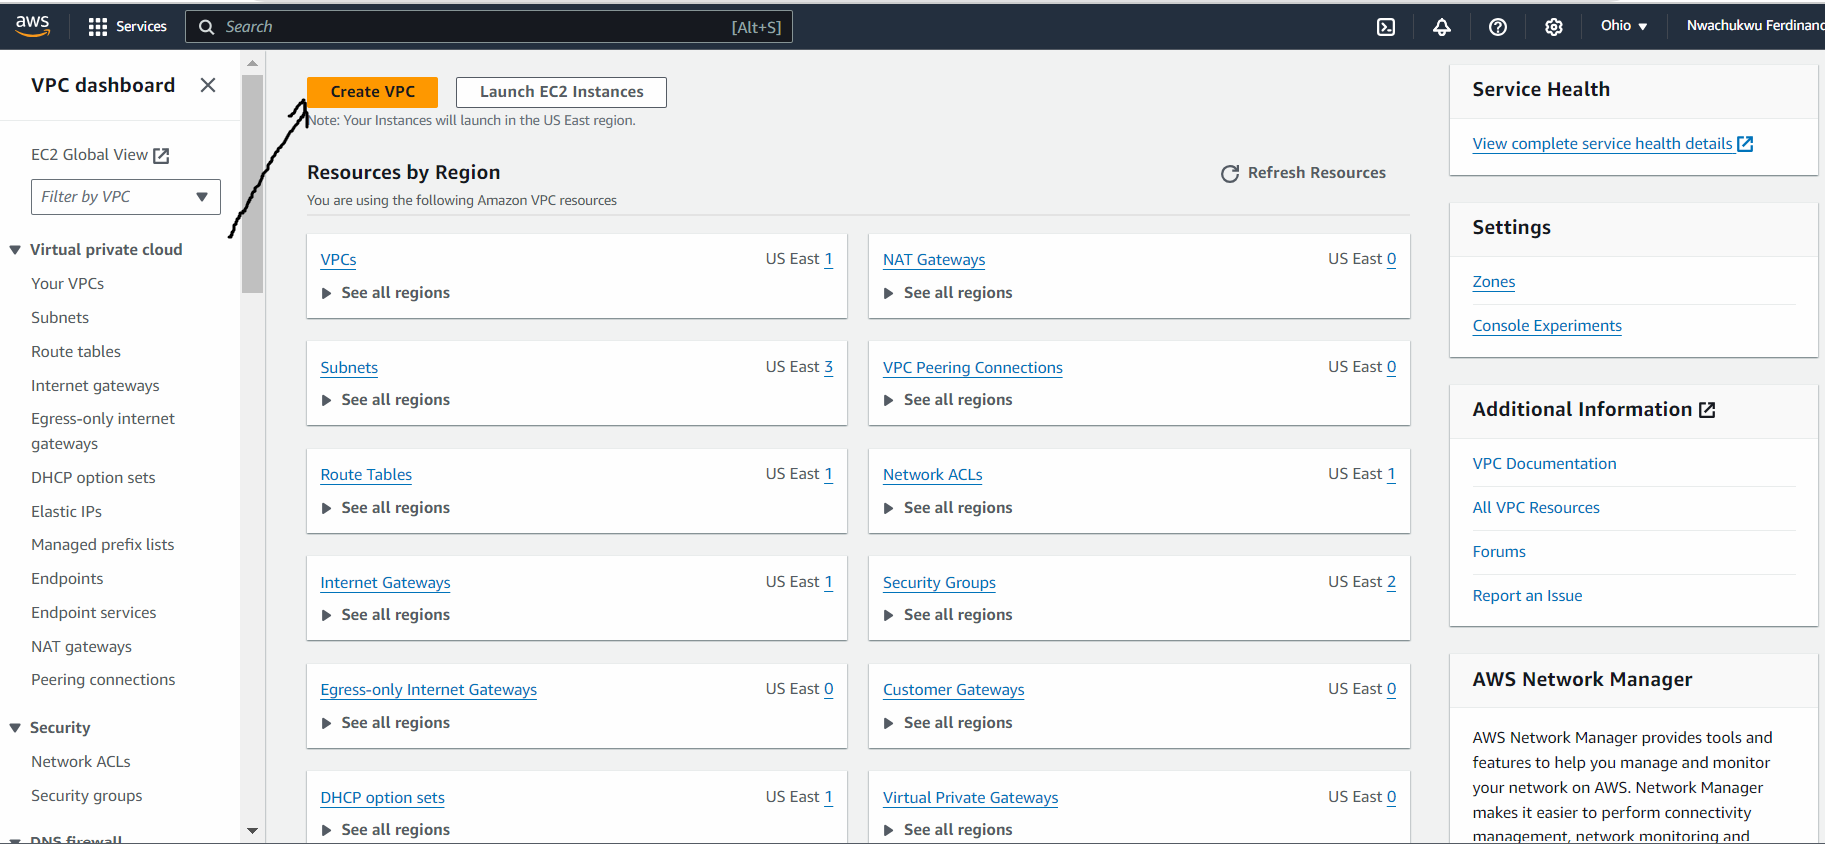 aws Services Search [Alt+S] Ohio Nwachukwu Ferdinand
VPC dashboard
EC2 Global View
Filter by VPC
Virtual private cloud
Your VPCs
Subnets
Route tables
Internet gateways
Egress-only internet
gateways
DHCP option sets
Elastic IPs
Managed prefix lists
Endpoints
Endpoint services
NAT gateways
Peering connections
Security
Network ACLs
Security groups
DNS firewall
Create VPC Launch EC2 Instances
Note: Your Instances will launch in the US East region.
Resources by Region Refresh Resources
You are using the following Amazon VPC resources
VPCs US East 1
See all regions
NAT Gateways US East 0
See all regions
Subnets US East 3
See all regions
VPC Peering Connections US East 0
See all regions
Route Tables US East 1
See all regions
Network ACLs US East 1
See all regions
Internet Gateways US East 1
See all regions
Security Groups US East 2
See all regions
Egress-only Internet Gateways US East 0
See all regions
Customer Gateways US East 0
See all regions
DHCP option sets US East 1
See all regions
Virtual Private Gateways US East 0
See all regions
Service Health
View complete service health details
Settings
Zones
Console Experiments
Additional Information
VPC Documentation
All VPC Resources
Forums
Report an Issue
AWS Network Manager
AWS Network Manager provides tools and
features to help you manage and monitor
your network on AWS. Network Manager
makes it easier to perform connectivity
management, network monitoring and